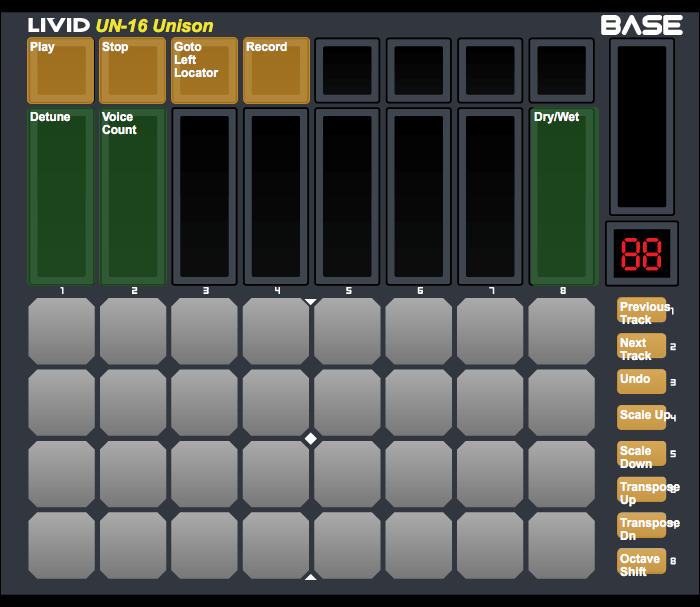 LIVID UN-16 Unison
BASE
Play
Stop
Goto
Left
Locator
Record
Detune
Voice
Count
Dry/Wet
88
1 2 3 4 5 6 7 8
Previous
Track
1
Next
Track
2
Undo
3
Scale Up
4
Scale
Down
5
Transpose
Up
Transpose
Dn
Octave
Shift
8